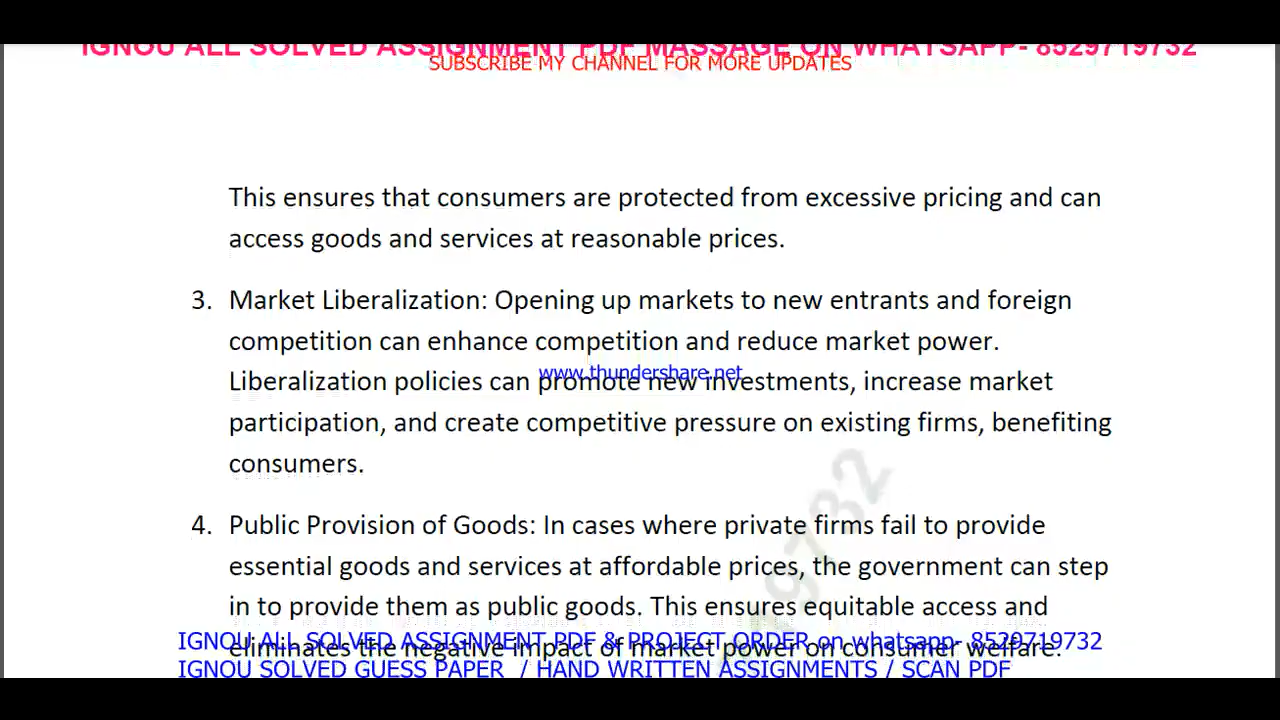 IGNOU ALL SOLVED ASSIGNMENT PDF MASSAGE ON WHATSAPP- 8529719732
SUBSCRIBE MY CHANNEL FOR MORE UPDATES
This ensures that consumers are protected from excessive pricing and can
access goods and services at reasonable prices.
3. Market Liberalization: Opening up markets to new entrants and foreign
competition can enhance competition and reduce market power.
www.thundershare.net
Liberalization policies can promote new investments, increase market
participation, and create competitive pressure on existing firms, benefiting
consumers.
4. Public Provision of Goods: In cases where private firms fail to provide
essential goods and services at affordable prices, the government can step
in to provide them as public goods. This ensures equitable access and
IGNOU ALL SOLVED ASSIGNMENT PDF & PROJECT ORDER on whatsapp- 8529719732
eliminates the negative impact of market power on consumer welfare.
IGNOU SOLVED GUESS PAPER / HAND WRITTEN ASSIGNMENTS / SCAN PDF